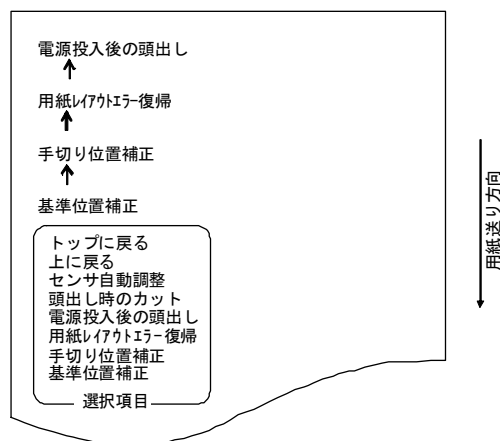 電源投入後の頭出し
用紙ﾚｲｱｳﾄｴﾗｰ復帰
手切り位置補正
基準位置補正
トップに戻る
上に戻る
センサ自動調整
頭出し時のカット
電源投入後の頭出し
用紙ﾚｲｱｳﾄｴﾗｰ復帰
手切り位置補正
基準位置補正
選択項目
用紙送り方向